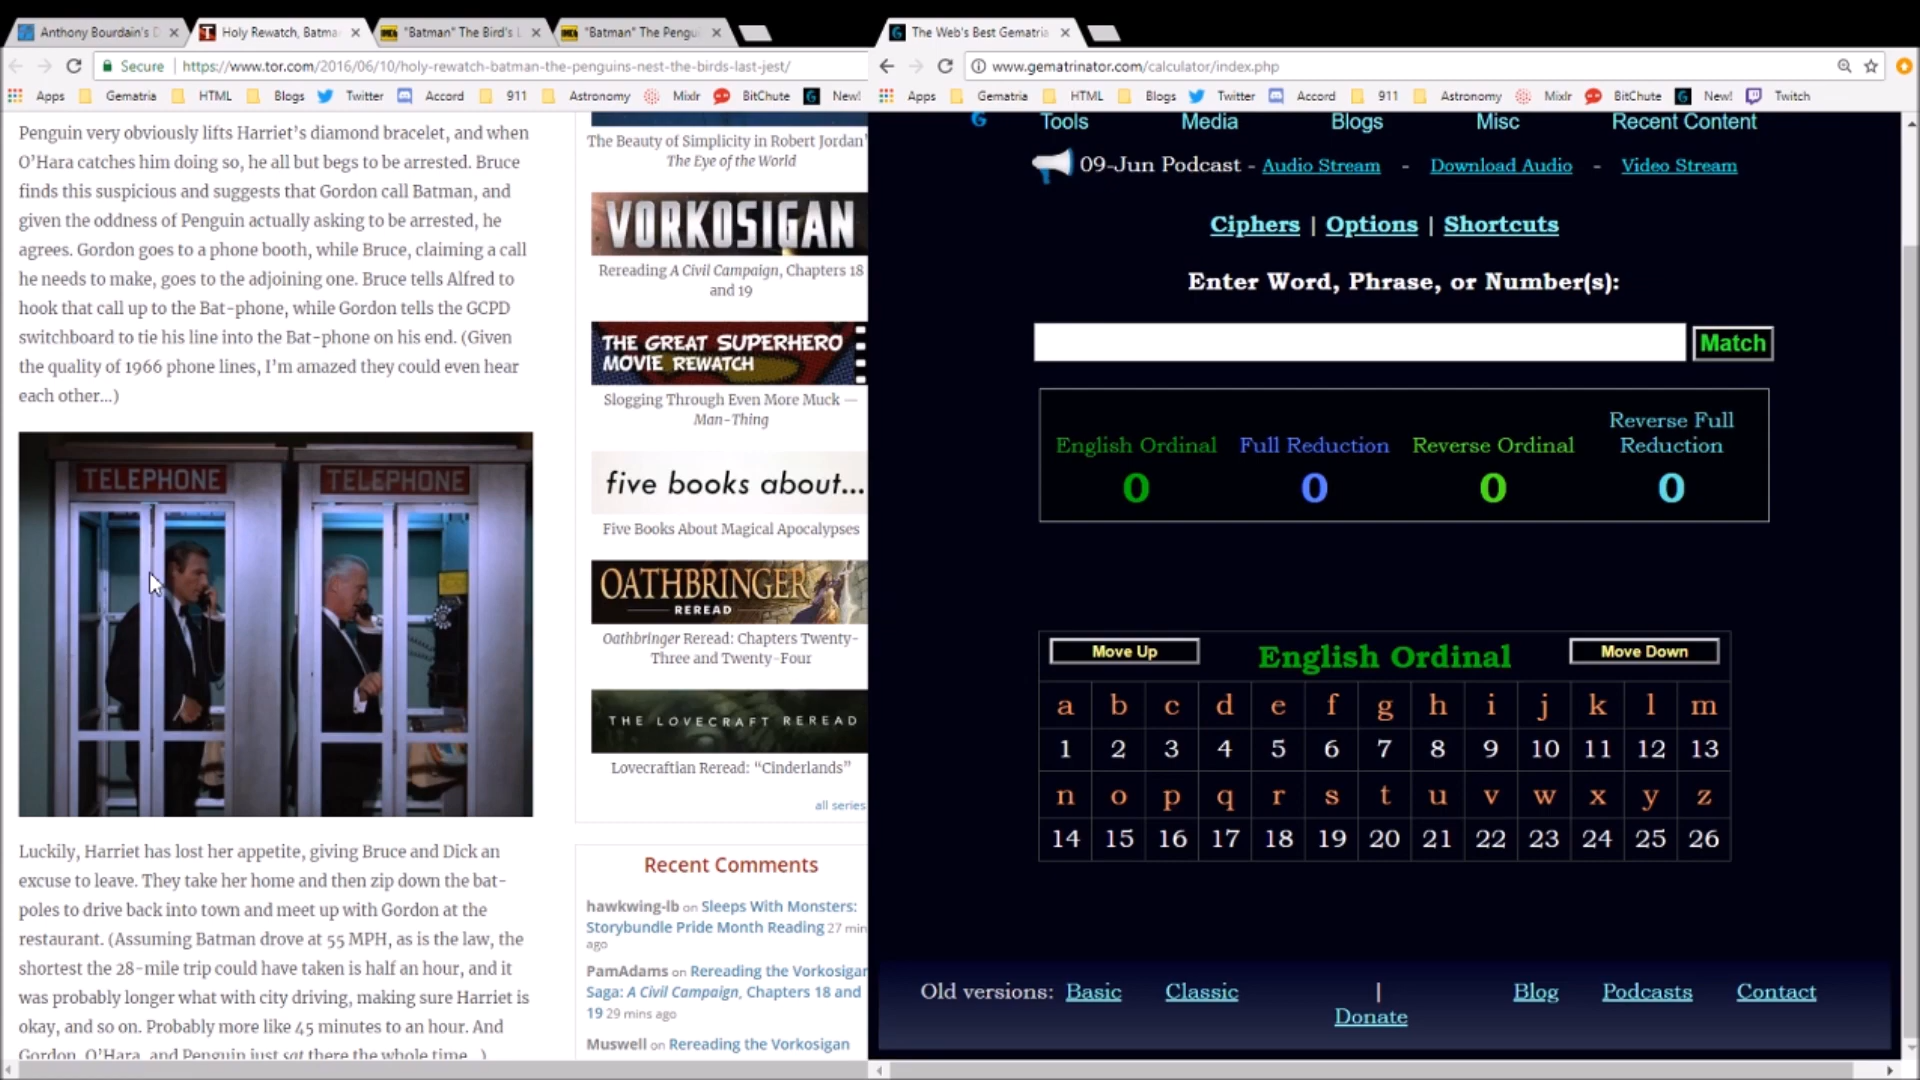 Anthony Bourdain's D
Holy Rewatch, Batma
"Batman" The Bird's L
"Batman" The Pengu
The Web's Best Gematria
Secure
https://www.tor.com/2016/06/10/holy-rewatch-batman-the-penguins-nest-the-birds-last-jest/
www.gematrinator.com/calculator/index.php
Apps Gematria HTML Blogs Twitter Accord 911 Astronomy Mixlr BitChute New!
Apps Gematria HTML Blogs Twitter Accord 911 Astronomy Mixlr BitChute New! Twitch
Penguin very obviously lifts Harriet's diamond bracelet, and when
O'Hara catches him doing so, he all but begs to be arrested. Bruce
finds this suspicious and suggests that Gordon call Batman, and
given the oddness of Penguin actually asking to be arrested, he
agrees. Gordon goes to a phone booth, while Bruce, claiming a call
he needs to make, goes to the adjoining one. Bruce tells Alfred to
hook that call up to the Bat-phone, while Gordon tells the GCPD
switchboard to tie his line into the Bat-phone on his end. (Given
the quality of 1966 phone lines, I'm amazed they could even hear
each other…)
TELEPHONE
TELEPHONE
Luckily, Harriet has lost her appetite, giving Bruce and Dick an
excuse to leave. They take her home and then zip down the bat-
poles to drive back into town and meet up with Gordon at the
restaurant. (Assuming Batman drove at 55 MPH, as is the law, the
shortest the 28-mile trip could have taken is half an hour, and it
was probably longer what with city driving, making sure Harriet is
okay, and so on. Probably more like 45 minutes to an hour. And
Gordon, O'Hara, and Penguin just sat there the whole time…)
The Beauty of Simplicity in Robert Jordan'
The Eye of the World
VORKOSIGAN
Rereading A Civil Campaign, Chapters 18
and 19
THE GREAT SUPERHERO
MOVIE REWATCH
Slogging Through Even More Muck —
Man-Thing
five books about...
Five Books About Magical Apocalypses
OATHBRINGER
REREAD
Oathbringer Reread: Chapters Twenty-
Three and Twenty-Four
THE LOVECRAFT REREAD
Lovecraftian Reread: "Cinderlands"
all series
Recent Comments
hawkwing-lb on Sleeps With Monsters:
Storybundle Pride Month Reading 27 min
ago
PamAdams on Rereading the Vorkosigan
Saga: A Civil Campaign, Chapters 18 and
19 29 mins ago
Muswell on Rereading the Vorkosigan
Tools Media Blogs Misc Recent Content
09-Jun Podcast - Audio Stream - Download Audio - Video Stream
Ciphers | Options | Shortcuts
Enter Word, Phrase, or Number(s):
Match
English Ordinal
0
Full Reduction
0
Reverse Ordinal
0
Reverse Full
Reduction
0
Move Up English Ordinal Move Down
a b c d e f g h i j k l m
1 2 3 4 5 6 7 8 9 10 11 12 13
n o p q r s t u v w x y z
14 15 16 17 18 19 20 21 22 23 24 25 26
Old versions: Basic Classic | Blog Podcasts Contact
Donate